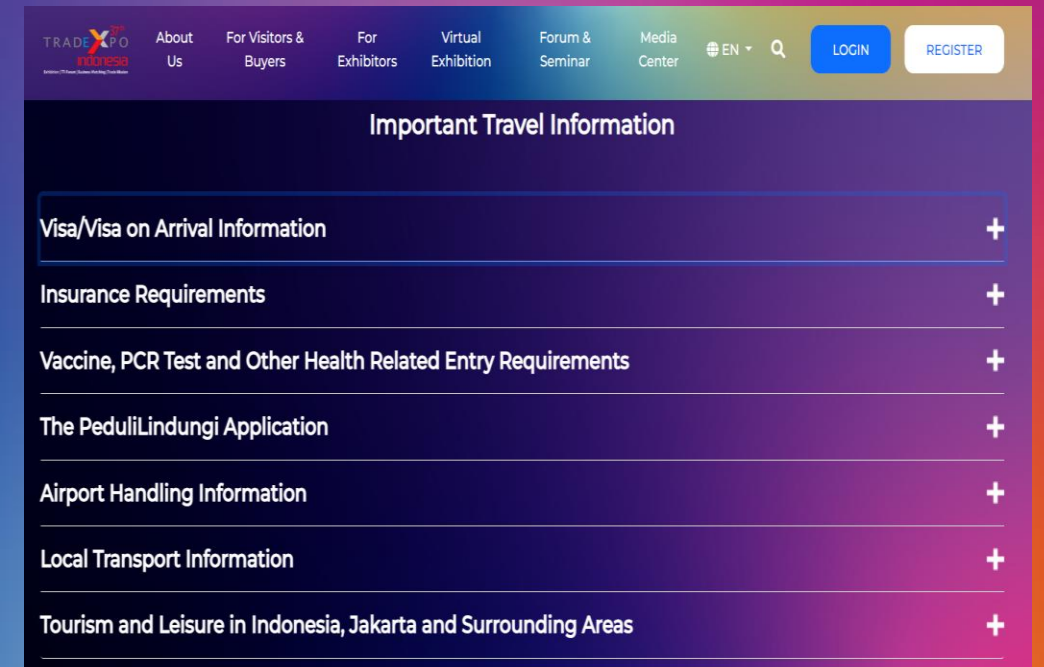 37th
TRADE XPO
indonesia
About
Us
For Visitors &
Buyers
For
Exhibitors
Virtual
Exhibition
Forum &
Seminar
Media
Center
EN
LOGIN
REGISTER
Important Travel Information
Visa/Visa on Arrival Information
Insurance Requirements
Vaccine, PCR Test and Other Health Related Entry Requirements
The PeduliLindungi Application
Airport Handling Information
Local Transport Information
Tourism and Leisure in Indonesia, Jakarta and Surrounding Areas